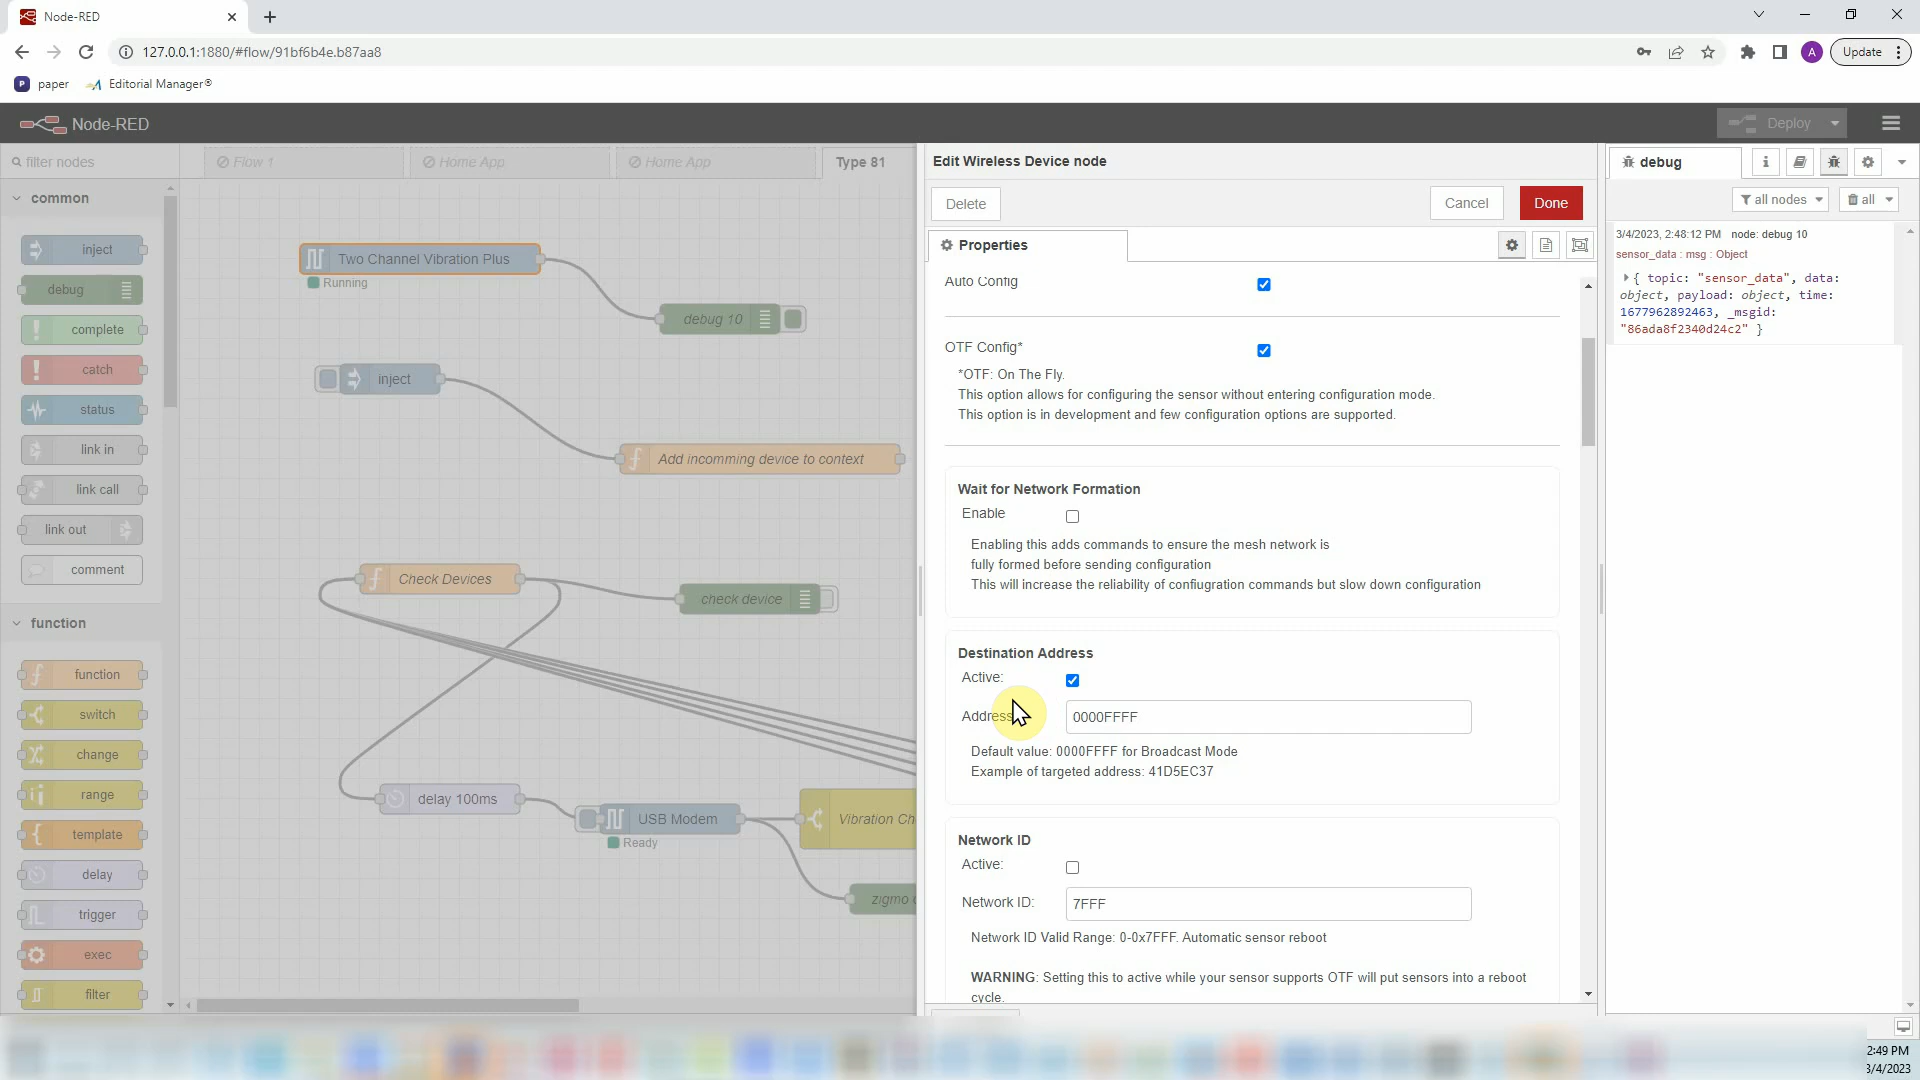 Node-RED
127.0.0.1:1880/#flow/91bf6b4e.b87aa8
A
Update
P paper
Editorial Manager®
Node-RED
Deploy
filter nodes
Flow 1
Home App
Home App
Type 81
Edit Wireless Device node
debug
i
Delete
Cancel
Done
all nodes
all
Properties
common
inject
debug
complete
catch
status
link in
link call
link out
comment
function
function
switch
change
range
template
delay
trigger
exec
filter
Two Channel Vibration Plus
Running
debug 10
inject
Add incomming device to context
Check Devices
check device
delay 100ms
USB Modem
Ready
Vibration Ch
zigmo
Auto Config
OTF Config*
*OTF: On The Fly.
This option allows for configuring the sensor without entering configuration mode.
This option is in development and few configuration options are supported.
Wait for Network Formation
Enable
Enabling this adds commands to ensure the mesh network is
fully formed before sending configuration
This will increase the reliability of confiugration commands but slow down configuration
Destination Address
Active:
Address
0000FFFF
Default value: 0000FFFF for Broadcast Mode
Example of targeted address: 41D5EC37
Network ID
Active:
Network ID:
7FFF
Network ID Valid Range: 0-0x7FFF. Automatic sensor reboot
WARNING: Setting this to active while your sensor supports OTF will put sensors into a reboot
cycle.
3/4/2023, 2:48:12 PM node: debug 10
sensor_data : msg : Object
{ topic: "sensor_data", data:
object, payload: object, time:
1677962892463, _msgid:
"86ada8f2340d24c2" }
2:49 PM
3/4/2023